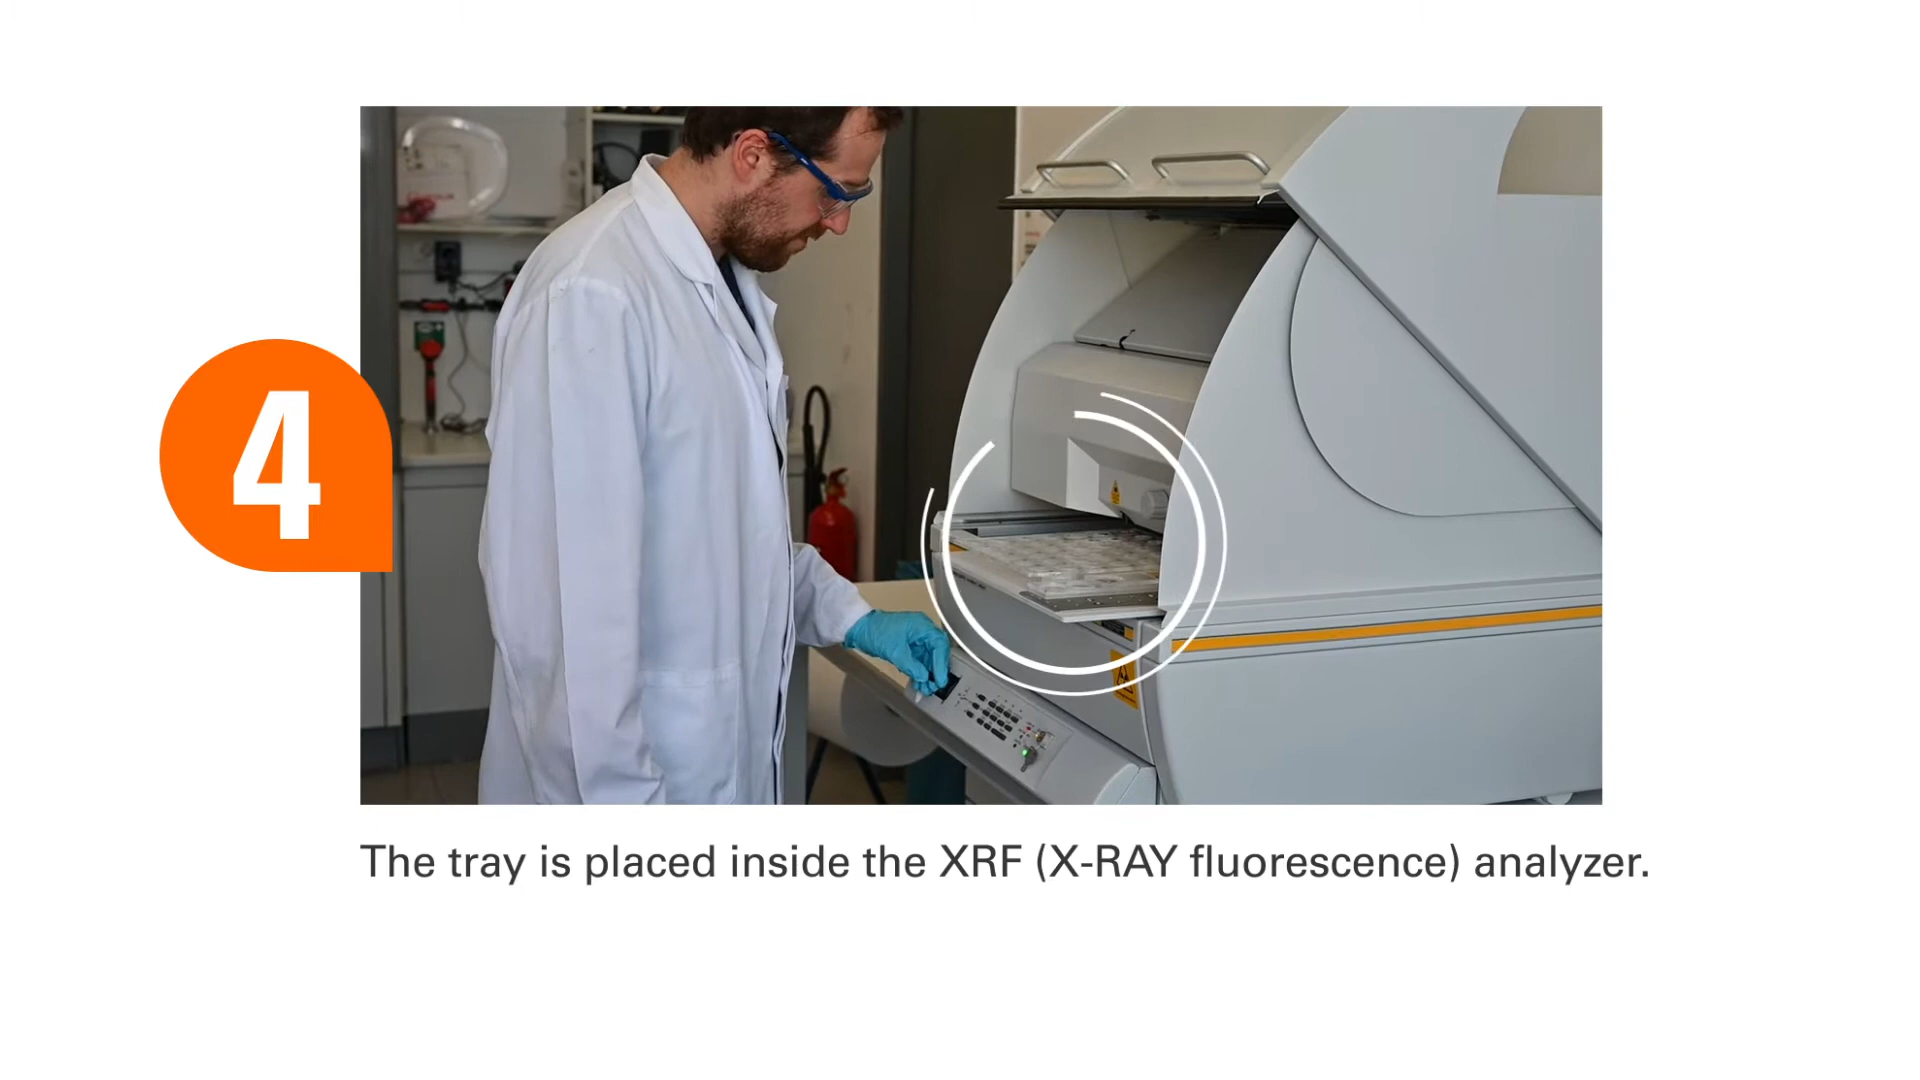 4
The tray is placed inside the XRF (X-RAY fluorescence) analyzer.